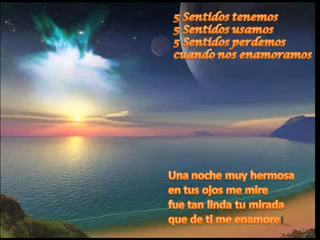 5 Sentidos tenemos
5 Sentidos usamos
5 Sentidos perdemos
cuando nos enamoramos
Una noche muy hermosa
en tus ojos me mire
fue tan linda tu mirada
que de ti me enamore